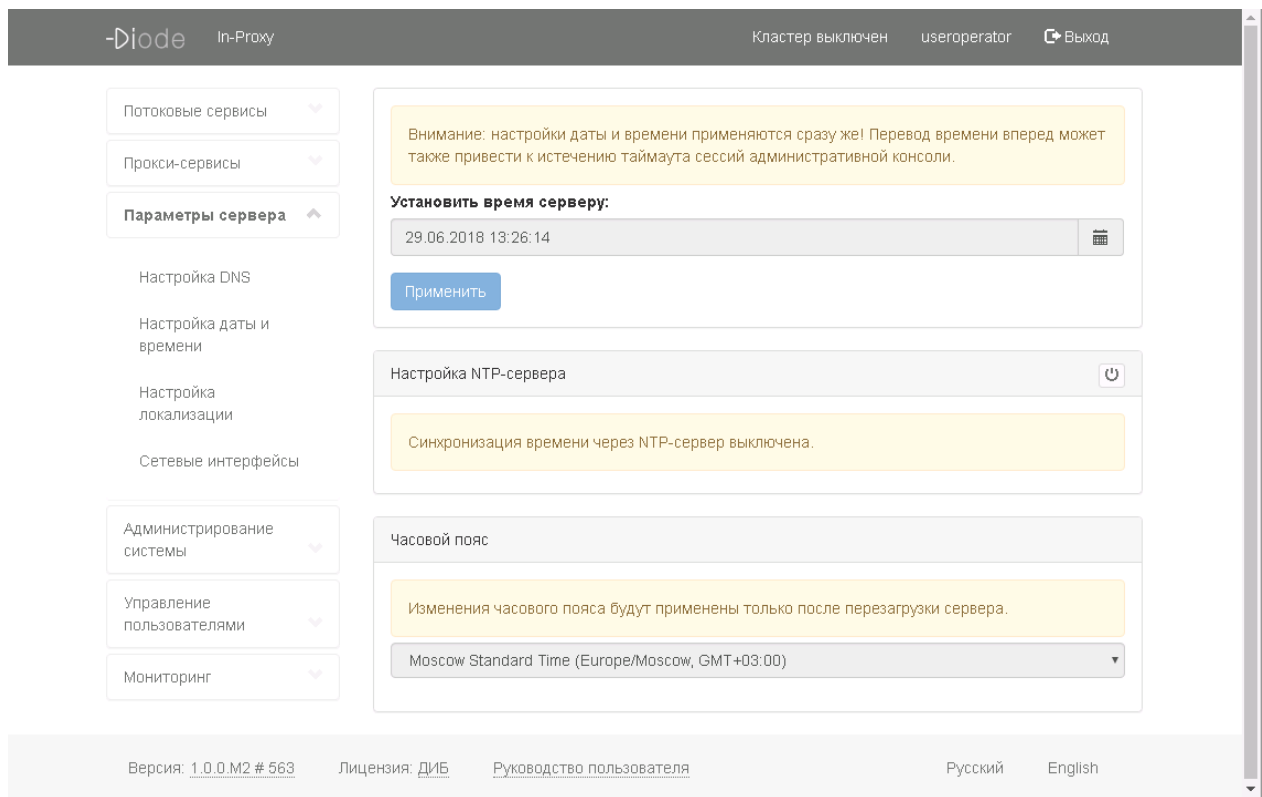 -Diode In-Proxy Кластер выключен useroperator Выход
Потоковые сервисы
Прокси-сервисы
Параметры сервера
Настройка DNS
Настройка даты и
времени
Настройка
локализации
Сетевые интерфейсы
Администрирование
системы
Управление
пользователями
Мониторинг
Внимание: настройки даты и времени применяются сразу же! Перевод времени вперед может
также привести к истечению таймаута сессий административной консоли.
Установить время серверу:
29.06.2018 13:26:14
Применить
Настройка NTP-сервера
Синхронизация времени через NTP-сервер выключена.
Часовой пояс
Изменения часового пояса будут применены только после перезагрузки сервера.
Moscow Standard Time (Europe/Moscow, GMT+03:00)
Версия: 1.0.0.M2 # 563 Лицензия: ДИБ Руководство пользователя Русский English